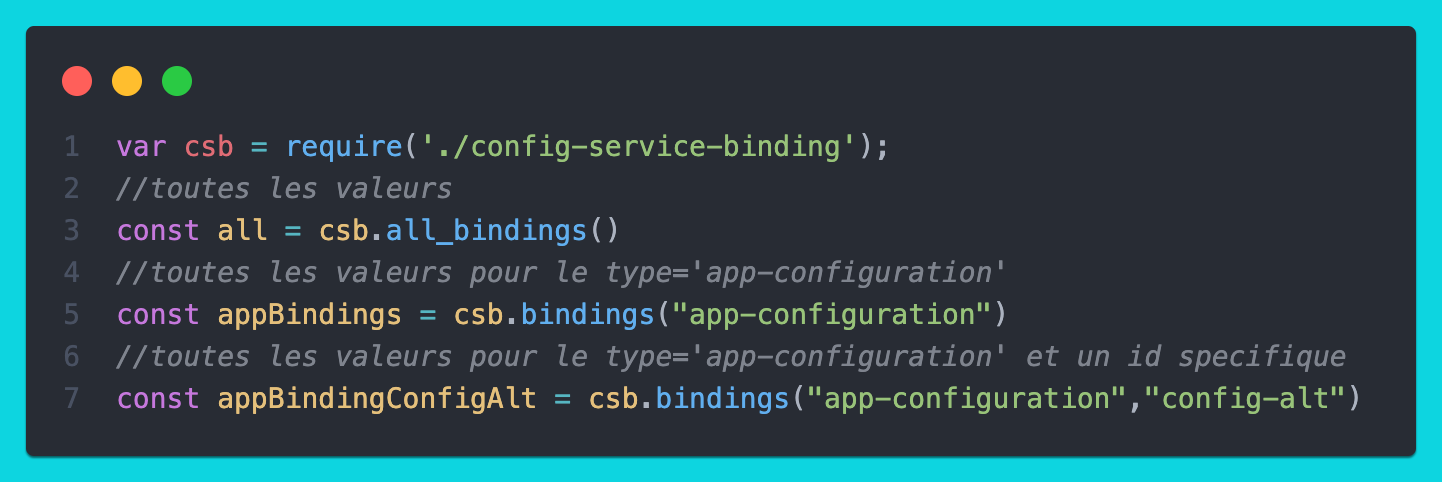 1 var csb = require('./config-service-binding');
2 //toutes les valeurs
3 const all = csb.all_bindings()
4 //toutes les valeurs pour le type='app-configuration'
5 const appBindings = csb.bindings("app-configuration")
6 //toutes les valeurs pour le type='app-configuration' et un id specifique
7 const appBindingConfigAlt = csb.bindings("app-configuration","config-alt")